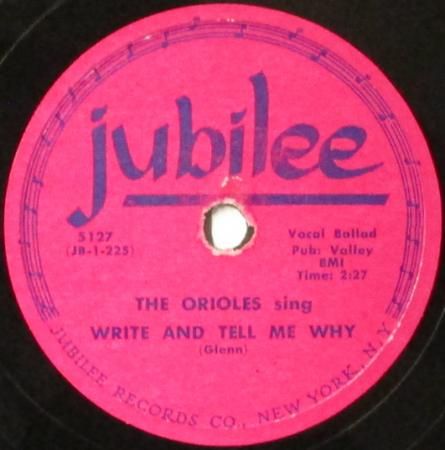 jubilee
5127
(JB-1-225)
Vocal Ballad
Pub: Valley
BMI
Time: 2:27
THE ORIOLES sing
WRITE AND TELL ME WHY
(Glenn)
JUBILEE RECORDS CO., NEW YORK, N.Y.